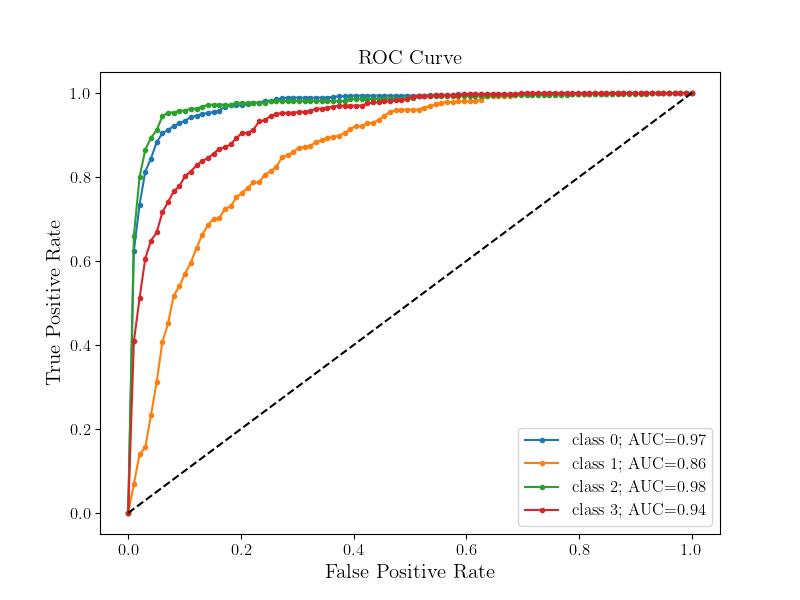 ROC Curve
True Positive Rate
1.0
0.8
0.6
0.4
0.2
0.0
class 0; AUC=0.97
class 1; AUC=0.86
class 2; AUC=0.98
class 3; AUC=0.94
0.0 0.2 0.4 0.6 0.8 1.0
False Positive Rate